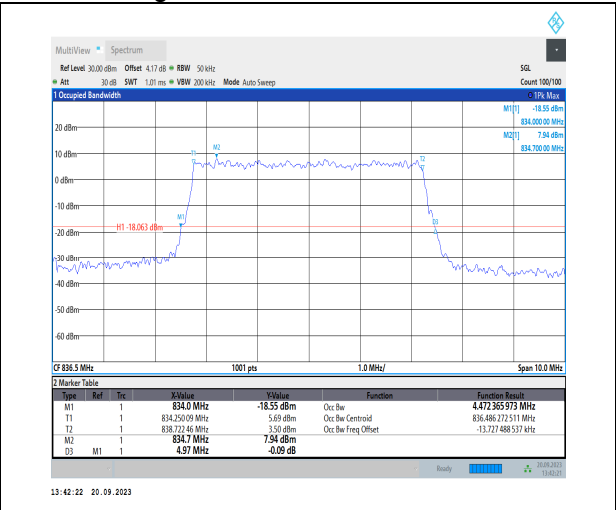 MultiView * Spectrum
Ref Level 30.00 dBm Offset 4.17 dB RBW 50 kHz SGL
Att 30 dB SWT 1.01 ms VBW 200 kHz Mode Auto Sweep Count 100/100
1 Occupied Bandwidth 1Pk Max
M1[1] -18.55 dBm
834.000 00 MHz
M2[1] 7.94 dBm
834.700 00 MHz
20 dBm
10 dBm
T1 M2 T2
0 dBm
-10 dBm
M1 D3
H1 -18.063 dBm
-20 dBm
-30 dBm
-40 dBm
-50 dBm
-60 dBm
CF 836.5 MHz 1001 pts 1.0 MHz/ Span 10.0 MHz
2 Marker Table
Type Ref Trc X-Value Y-Value Function Function Result
M1 1 834.0 MHz -18.55 dBm Occ Bw 4.472 365 973 MHz
T1 1 834.250 09 MHz 5.69 dBm Occ Bw Centroid 836.486 272 511 MHz
T2 1 838.722 46 MHz 3.50 dBm Occ Bw Freq Offset -13.727 488 537 kHz
M2 1 834.7 MHz 7.94 dBm
D3 M1 1 4.97 MHz -0.09 dB
Ready 20.09.2023
13:42:21
13:42:22 20.09.2023